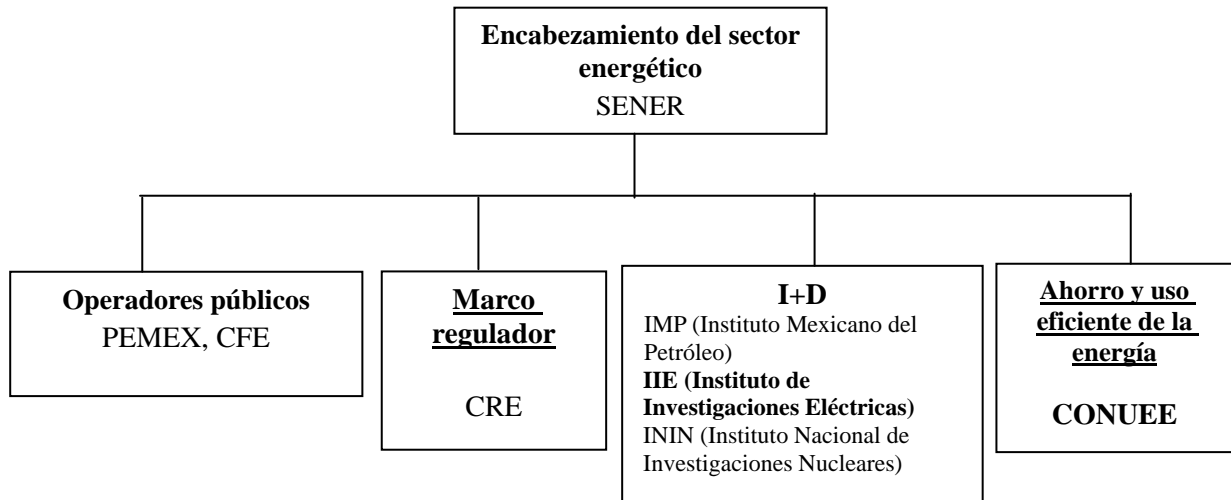 Encabezamiento del sector
energético
SENER
Operadores públicos
PEMEX, CFE
Marco
regulador
CRE
I+D
IMP (Instituto Mexicano del
Petróleo)
IIE (Instituto de
Investigaciones Eléctricas)
ININ (Instituto Nacional de
Investigaciones Nucleares)
Ahorro y uso
eficiente de la
energía
CONUEE